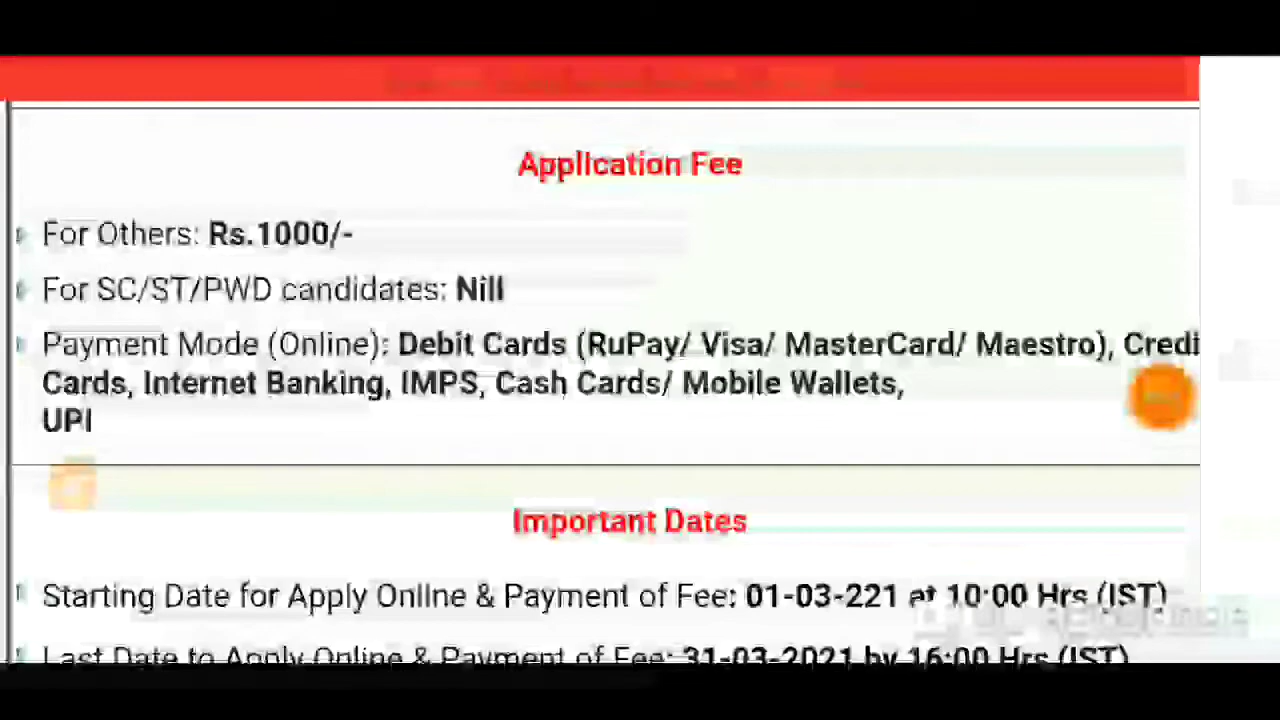 Application Fee
For Others: Rs.1000/-
For SC/ST/PWD candidates: Nill
Payment Mode (Online): Debit Cards (RuPay/ Visa/ MasterCard/ Maestro), Credi
Cards, Internet Banking, IMPS, Cash Cards/ Mobile Wallets,
UPI
Important Dates
Starting Date for Apply Online & Payment of Fee: 01-03-221 at 10:00 Hrs (IST)
Last Date to Apply Online & Payment of Fee: 31-03-2021 by 16:00 Hrs (IST)